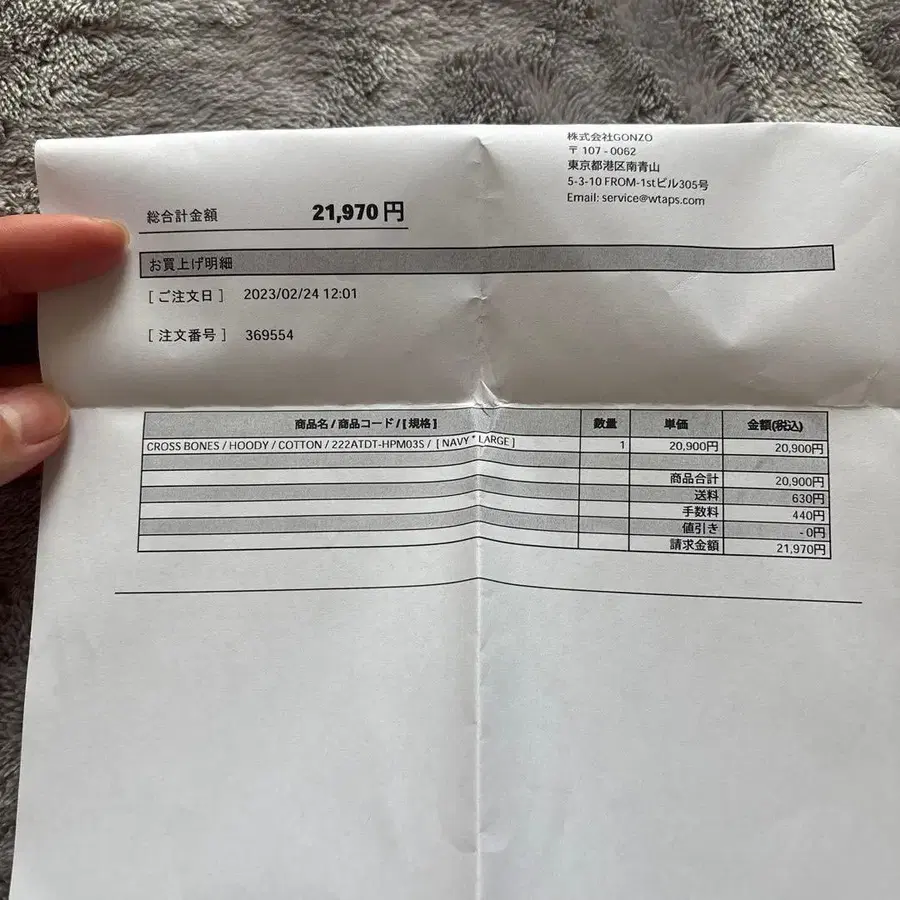 株式会社GONZO
〒107-0062
東京都港区南青山
5-3-10 FROM-1stビル305号
Email: service@wtaps.com
総合計金額 21,970 円
お買上げ明細
[ ご注文日 ] 2023/02/24 12:01
[ 注文番号 ] 369554
商品名 / 商品コード / [ 規格 ] 数量 単価 金額(税込)
CROSS BONES / HOODY / COTTON / 222ATDT-HPM03S / [ NAVY * LARGE ] 1 20,900円 20,900円
商品合計 20,900円
送料 630円
手数料 440円
値引き - 0円
請求金額 21,970円